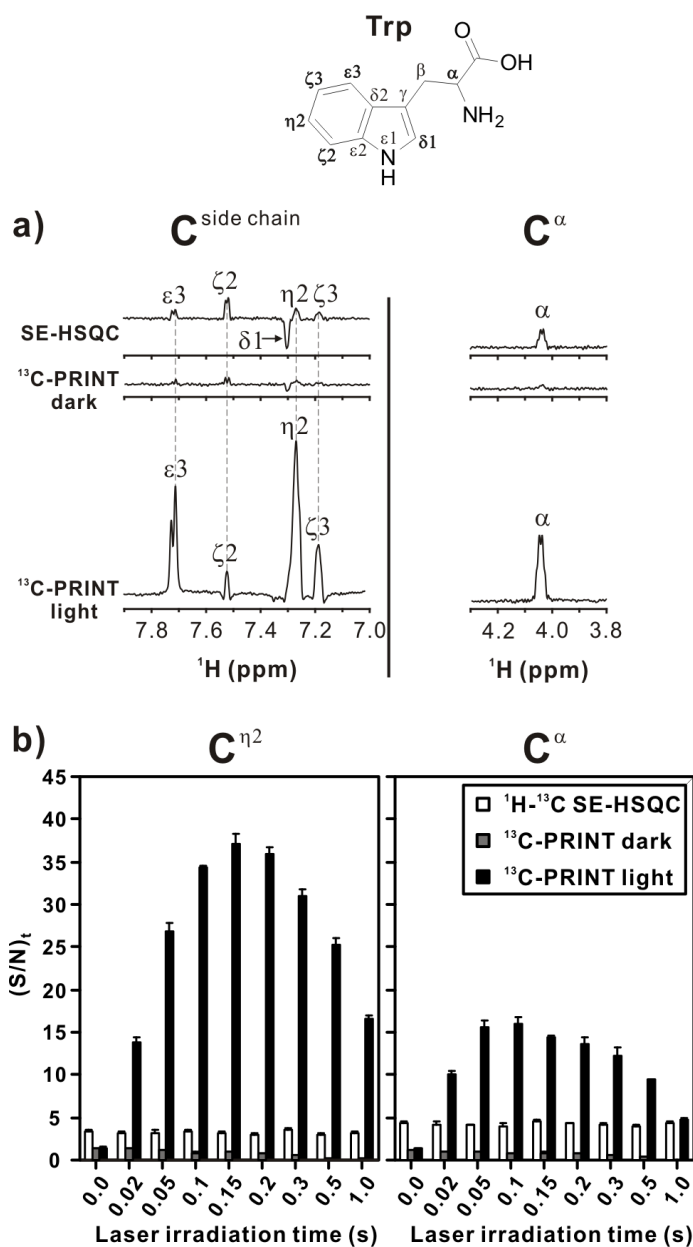 Trp
O
OH
NH2
β
α
ε3
ζ3
δ2
γ
η2
ζ2
ε2
ε1
N
H
δ1
a)
C side chain
C α
ε3 ζ2 η2 ζ3
SE-HSQC
δ1→
α
13C-PRINT
dark
ε3 ζ2 η2 ζ3
α
13C-PRINT
light
7.8 7.6 7.4 7.2 7.0
4.2 4.0 3.8
1H (ppm)
1H (ppm)
b)
C η2
C α
45
40
35
30
25
20
15
10
5
0
(S/N)t
1H-13C SE-HSQC
13C-PRINT dark
13C-PRINT light
0.0 0.02 0.05 0.1 0.15 0.2 0.3 0.5 1.0
0.0 0.02 0.05 0.1 0.15 0.2 0.3 0.5 1.0
Laser irradiation time (s)
Laser irradiation time (s)